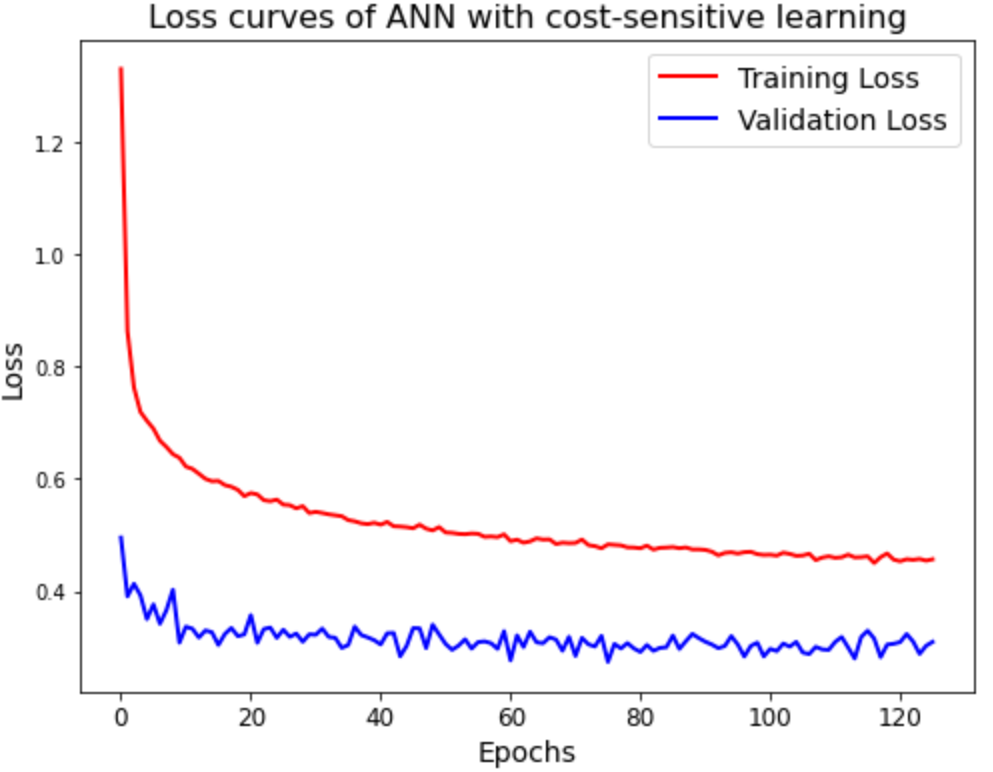 Loss curves of ANN with cost-sensitive learning
Training Loss
Validation Loss
1.2
1.0
0.8
0.6
0.4
Loss
0 20 40 60 80 100 120
Epochs